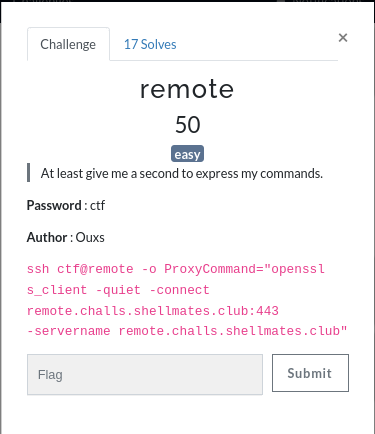 Challenge
17 Solves
×
remote
50
easy
At least give me a second to express my commands.
Password : ctf
Author : Ouxs
ssh ctf@remote -o ProxyCommand="openssl
s_client -quiet -connect
remote.challs.shellmates.club:443
-servername remote.challs.shellmates.club"
Flag
Submit